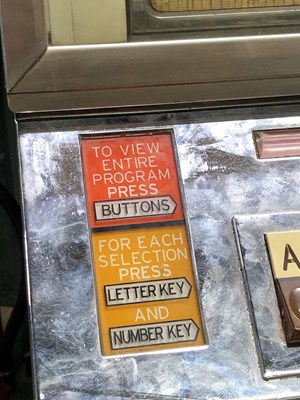 TO VIEW
ENTIRE
PROGRAM
PRESS
BUTTONS
FOR EACH
SELECTION
PRESS
LETTER KEY
AND
NUMBER KEY
A